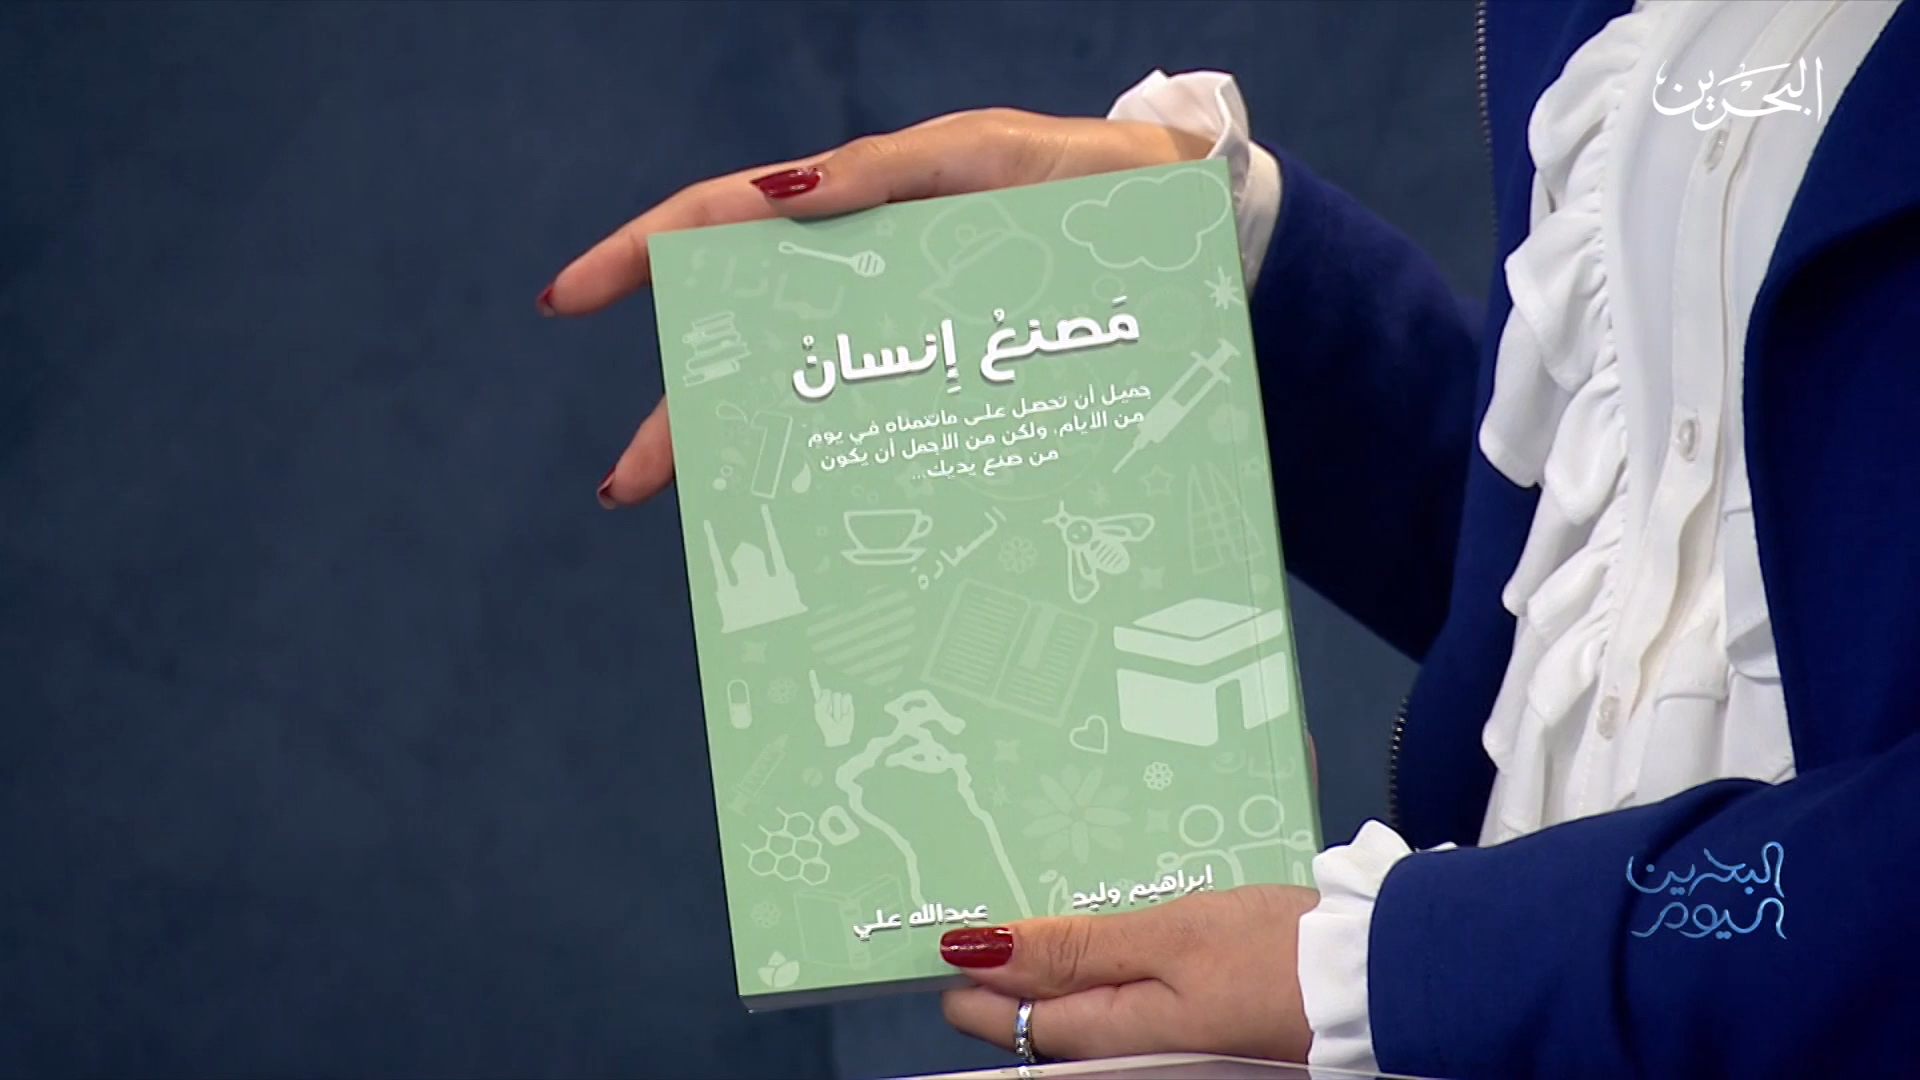 البحرين
لماذا؟
مَصنعُ إِنسانْ
جميل أن تحصل على ماتتمناه في يومٍ
من الأيام، ولكن من الأجمل أن يكون
من صنع يديك...
السعادة
إبراهيم وليد
عبدالله علي
البحرين
اليوم